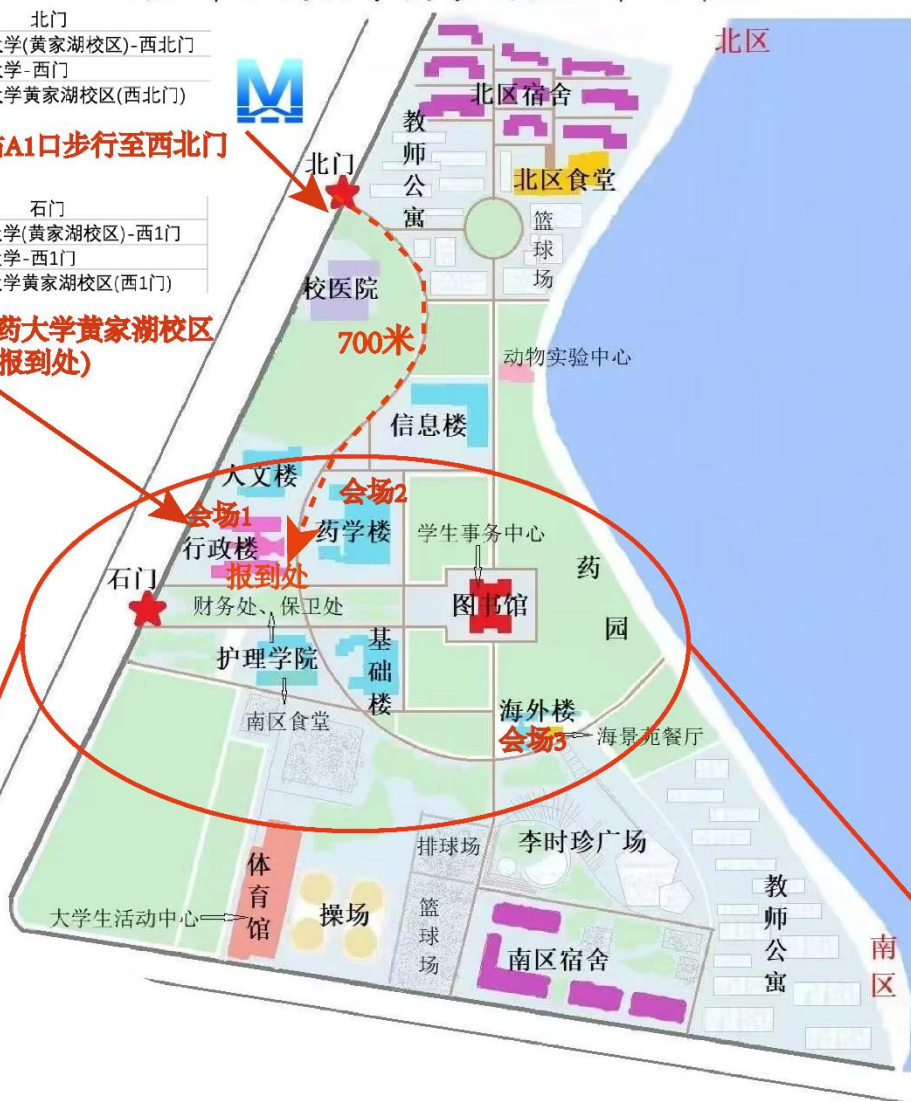 北门
大学(黄家湖校区)-西北门
大学-西门
大学黄家湖校区(西北门)
站A1口步行至西北门
石门
大学(黄家湖校区)-西1门
大学-西1门
大学黄家湖校区(西1门)
药大学黄家湖校区
报到处)
北区
北区宿舍
教师公寓
北门
北区食堂
篮球场
校医院
700米
动物实验中心
信息楼
人文楼
会场1
会场2
行政楼
药学楼
学生事务中心
报到处
石门
药园
财务处、保卫处
图书馆
护理学院
基础楼
南区食堂
海外楼
会场3
海景苑餐厅
排球场
李时珍广场
体育馆
大学生活动中心
操场
篮球场
南区宿舍
教师公寓
南区